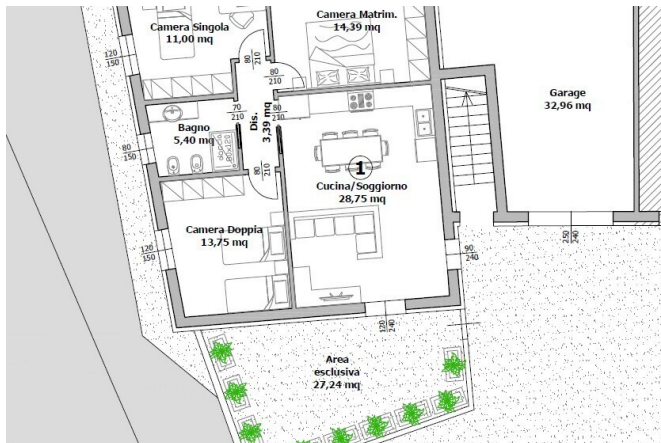 Camera Singola
11,00 mq
Camera Matrim.
14,39 mq
120
150
80
210
80
210
Garage
32,96 mq
70
210
80
210
Dis.
3,39 mq
Bagno
5,40 mq
80
150
80
210
1
Cucina/Soggiorno
28,75 mq
Camera Doppia
13,75 mq
120
150
90
240
250
240
120
240
Area
esclusiva
27,24 mq